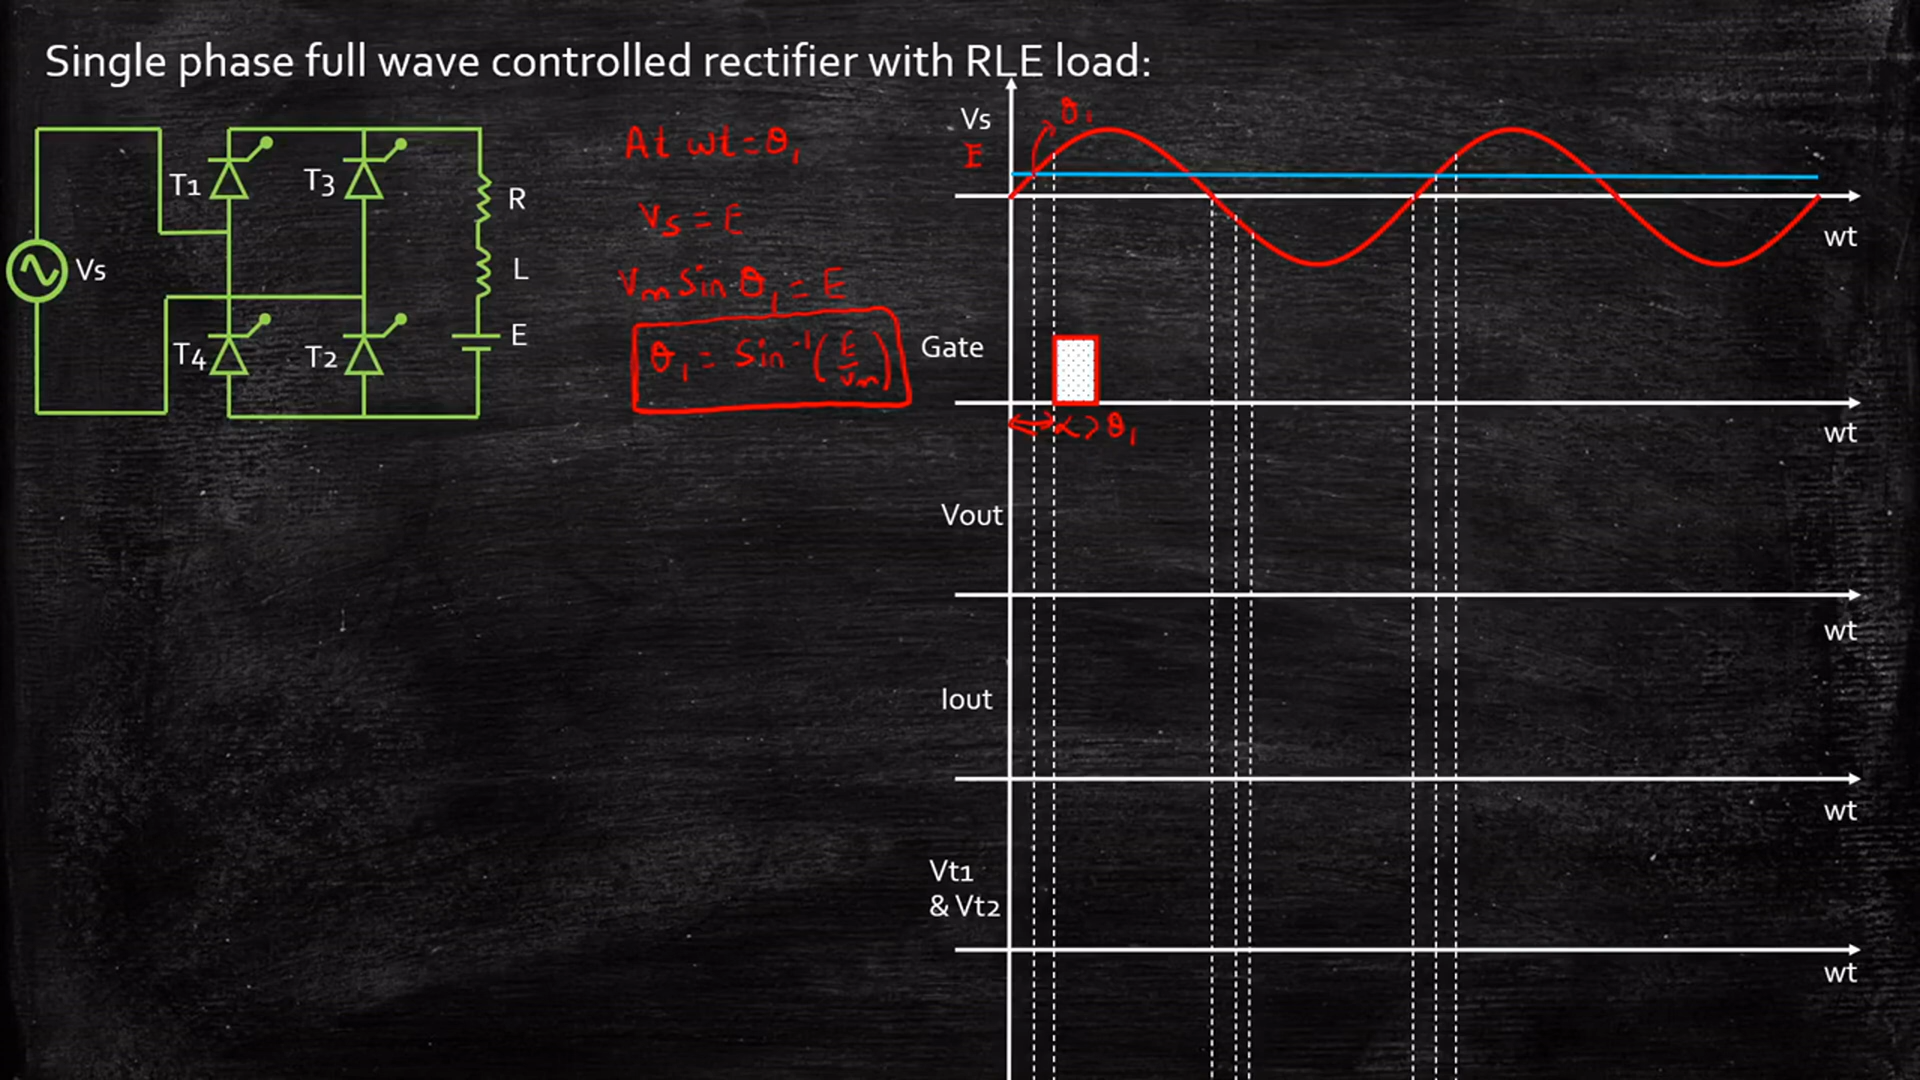 Single phase full wave controlled rectifier with RLE load:
T1
T3
R
Vs
L
T4
T2
E
At wt = θ₁
Vs = E
Vm Sin θ₁ = E
θ₁ = Sin⁻¹(E/Vm)
Vs
E
θ₁
wt
Gate
α > θ₁
wt
Vout
wt
Iout
wt
Vt1
& Vt2
wt